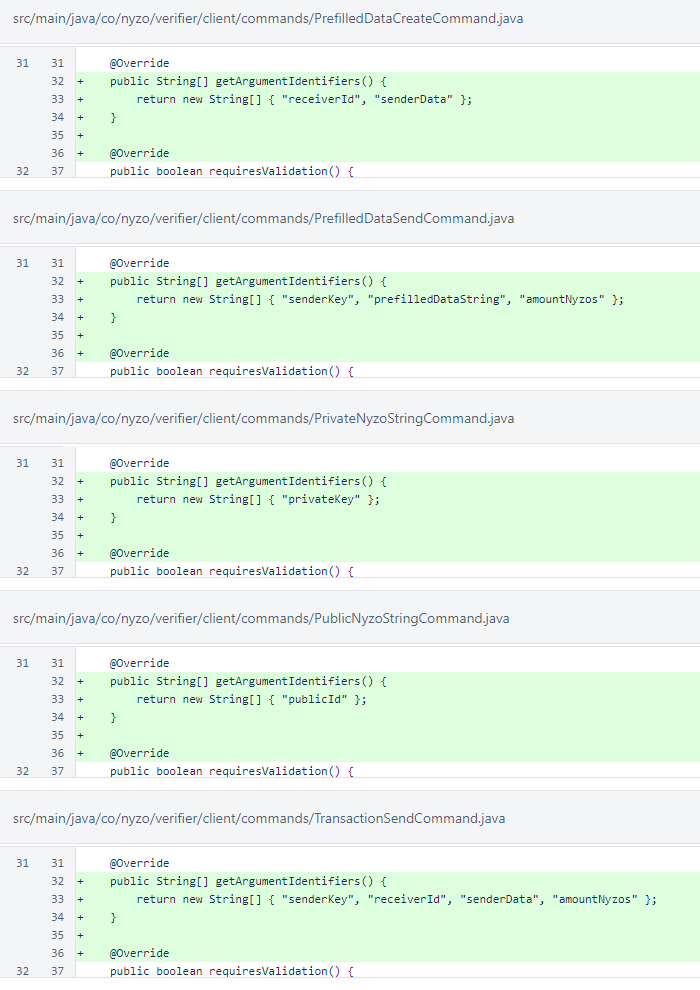 src/main/java/co/nyzo/verifier/client/commands/PrefilledDataCreateCommand.java
31 31 @Override
32 + public String[] getArgumentIdentifiers() {
33 + return new String[] { "receiverId", "senderData" };
34 + }
35 +
36 + @Override
32 37 public boolean requiresValidation() {
src/main/java/co/nyzo/verifier/client/commands/PrefilledDataSendCommand.java
31 31 @Override
32 + public String[] getArgumentIdentifiers() {
33 + return new String[] { "senderKey", "prefilledDataString", "amountNyzos" };
34 + }
35 +
36 + @Override
32 37 public boolean requiresValidation() {
src/main/java/co/nyzo/verifier/client/commands/PrivateNyzoStringCommand.java
31 31 @Override
32 + public String[] getArgumentIdentifiers() {
33 + return new String[] { "privateKey" };
34 + }
35 +
36 + @Override
32 37 public boolean requiresValidation() {
src/main/java/co/nyzo/verifier/client/commands/PublicNyzoStringCommand.java
31 31 @Override
32 + public String[] getArgumentIdentifiers() {
33 + return new String[] { "publicId" };
34 + }
35 +
36 + @Override
32 37 public boolean requiresValidation() {
src/main/java/co/nyzo/verifier/client/commands/TransactionSendCommand.java
31 31 @Override
32 + public String[] getArgumentIdentifiers() {
33 + return new String[] { "senderKey", "receiverId", "senderData", "amountNyzos" };
34 + }
35 +
36 + @Override
32 37 public boolean requiresValidation() {